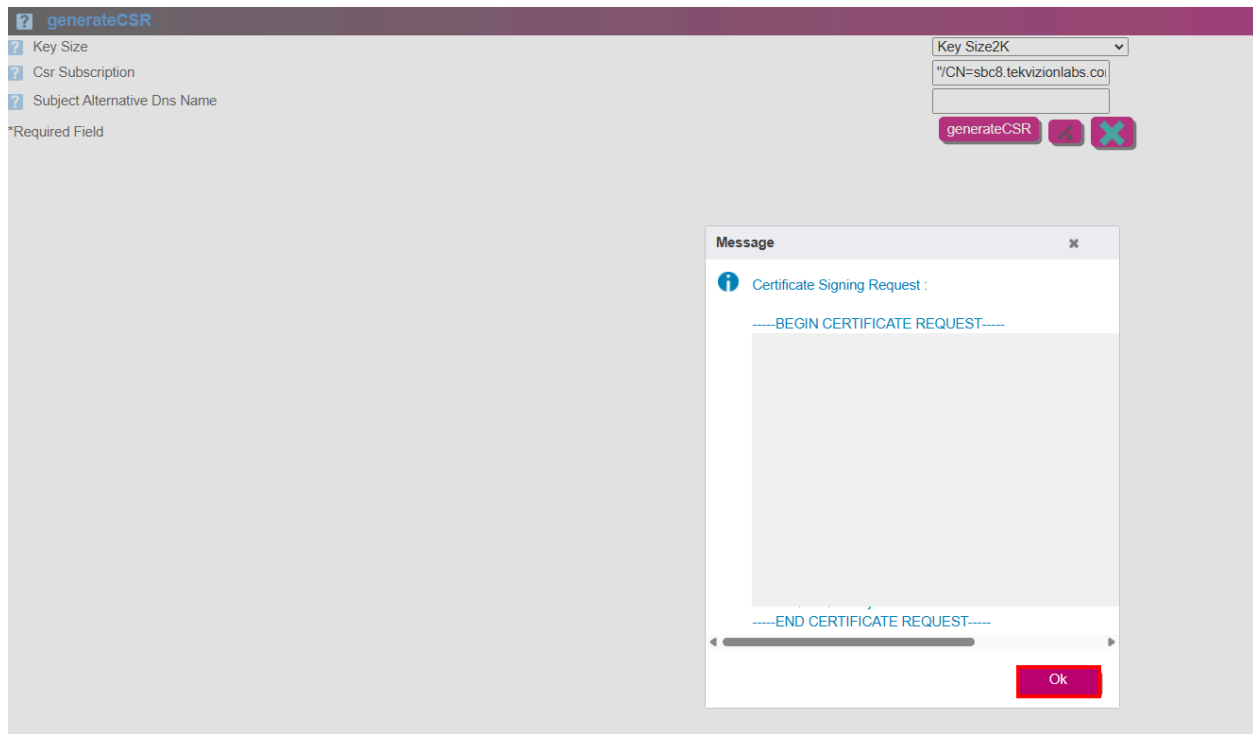 ? generateCSR
? Key Size
Key Size2K
? Csr Subscription
"/CN=sbc8.tekvizionlabs.co
? Subject Alternative Dns Name
*Required Field
generateCSR
Message
Certificate Signing Request :
-----BEGIN CERTIFICATE REQUEST-----
-----END CERTIFICATE REQUEST-----
Ok